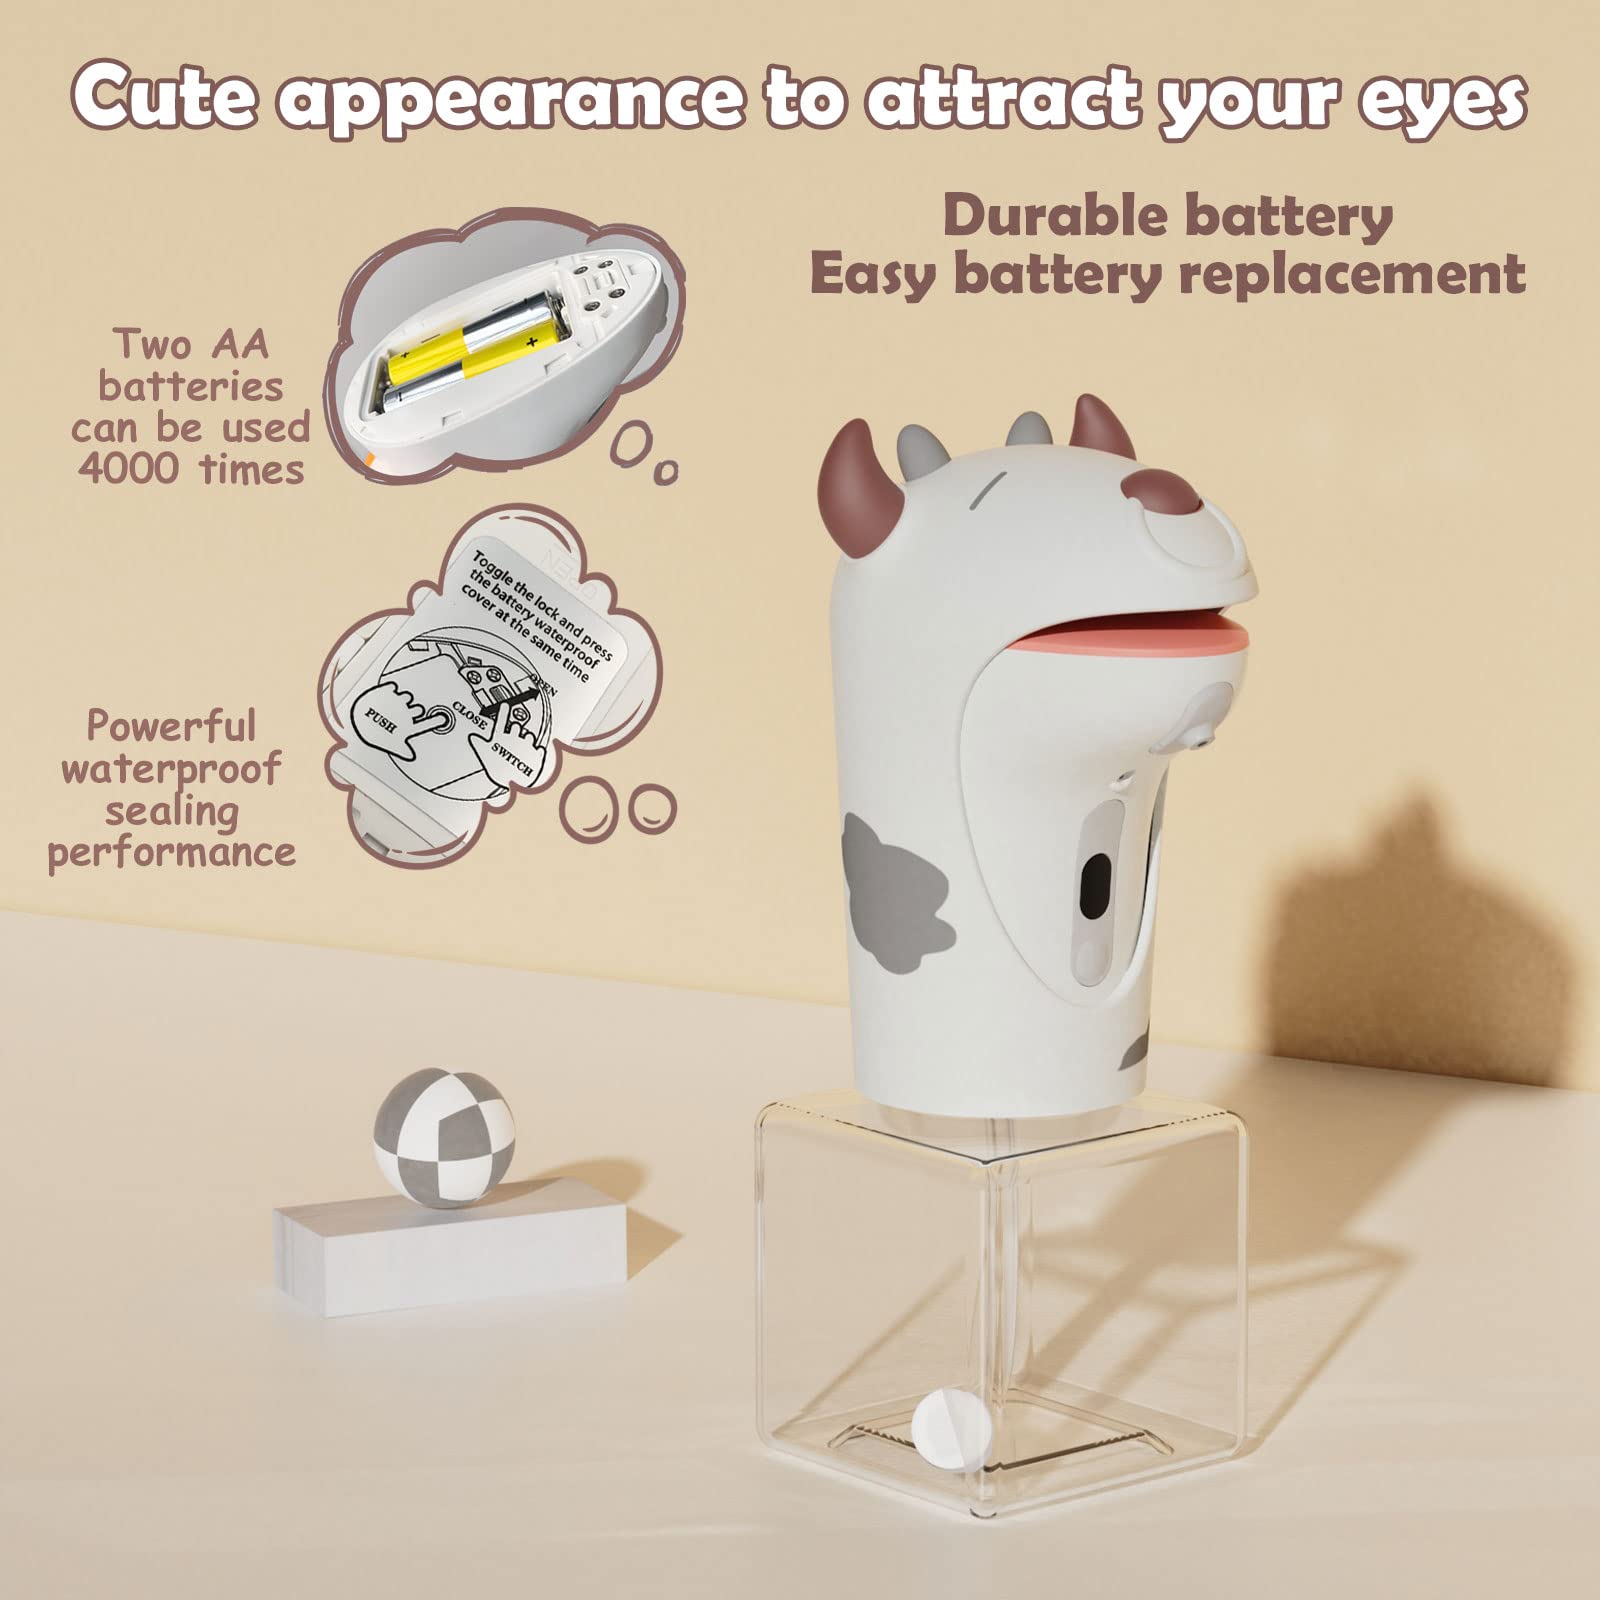 Cute appearance to attract your eyes
Durable battery
Easy battery replacement
Two AA
batteries
can be used
4000 times
OPEN
Toggle the lock and press
the battery waterproof
cover at the same time
OPEN
CLOSE
PUSH
SWITCH
Powerful
waterproof
sealing
performance